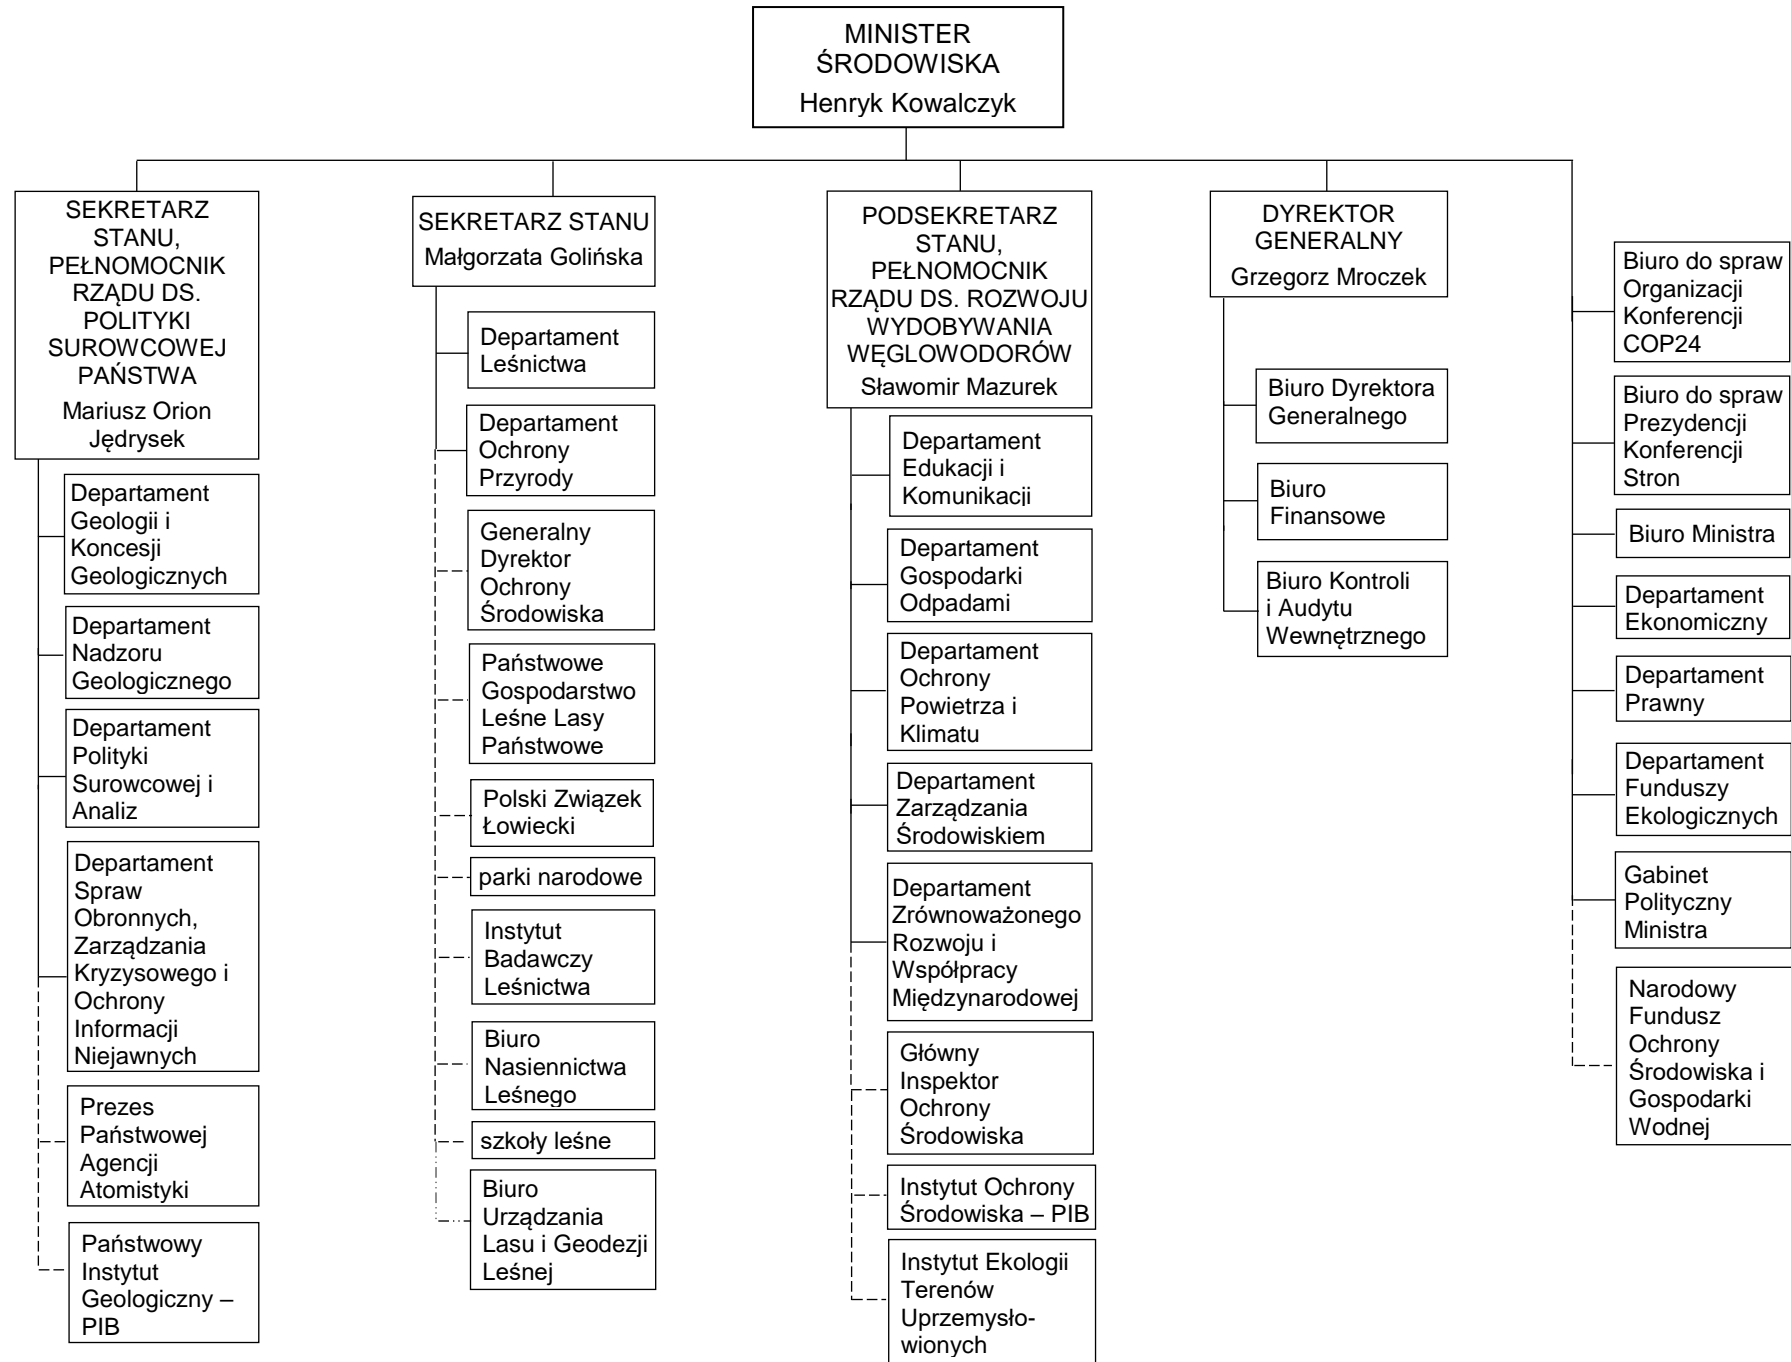 MINISTER
ŚRODOWISKA
Henryk Kowalczyk
SEKRETARZ
STANU,
PEŁNOMOCNIK
RZĄDU DS.
POLITYKI
SUROWCOWEJ
PAŃSTWA
Mariusz Orion
Jędrysek
Departament
Geologii i
Koncesji
Geologicznych
Departament
Nadzoru
Geologicznego
Departament
Polityki
Surowcowej i
Analiz
Departament
Spraw
Obronnych,
Zarządzania
Kryzysowego i
Ochrony
Informacji
Niejawnych
Prezes
Państwowej
Agencji
Atomistyki
Państwowy
Instytut
Geologiczny –
PIB
SEKRETARZ STANU
Małgorzata Golińska
Departament
Leśnictwa
Departament
Ochrony
Przyrody
Generalny
Dyrektor
Ochrony
Środowiska
Państwowe
Gospodarstwo
Leśne Lasy
Państwowe
Polski Związek
Łowiecki
parki narodowe
Instytut
Badawczy
Leśnictwa
Biuro
Nasiennictwa
Leśnego
szkoły leśne
Biuro
Urządzania
Lasu i Geodezji
Leśnej
PODSEKRETARZ
STANU,
PEŁNOMOCNIK
RZĄDU DS. ROZWOJU
WYDOBYWANIA
WĘGLOWODORÓW
Sławomir Mazurek
Departament
Edukacji i
Komunikacji
Departament
Gospodarki
Odpadami
Departament
Ochrony
Powietrza i
Klimatu
Departament
Zarządzania
Środowiskiem
Departament
Zrównoważonego
Rozwoju i
Współpracy
Międzynarodowej
Główny
Inspektor
Ochrony
Środowiska
Instytut Ochrony
Środowiska – PIB
Instytut Ekologii
Terenów
Uprzemysło-
wionych
DYREKTOR
GENERALNY
Grzegorz Mroczek
Biuro Dyrektora
Generalnego
Biuro
Finansowe
Biuro Kontroli
i Audytu
Wewnętrznego
Biuro do spraw
Organizacji
Konferencji
COP24
Biuro do spraw
Prezydencji
Konferencji
Stron
Biuro Ministra
Departament
Ekonomiczny
Departament
Prawny
Departament
Funduszy
Ekologicznych
Gabinet
Polityczny
Ministra
Narodowy
Fundusz
Ochrony
Środowiska i
Gospodarki
Wodnej